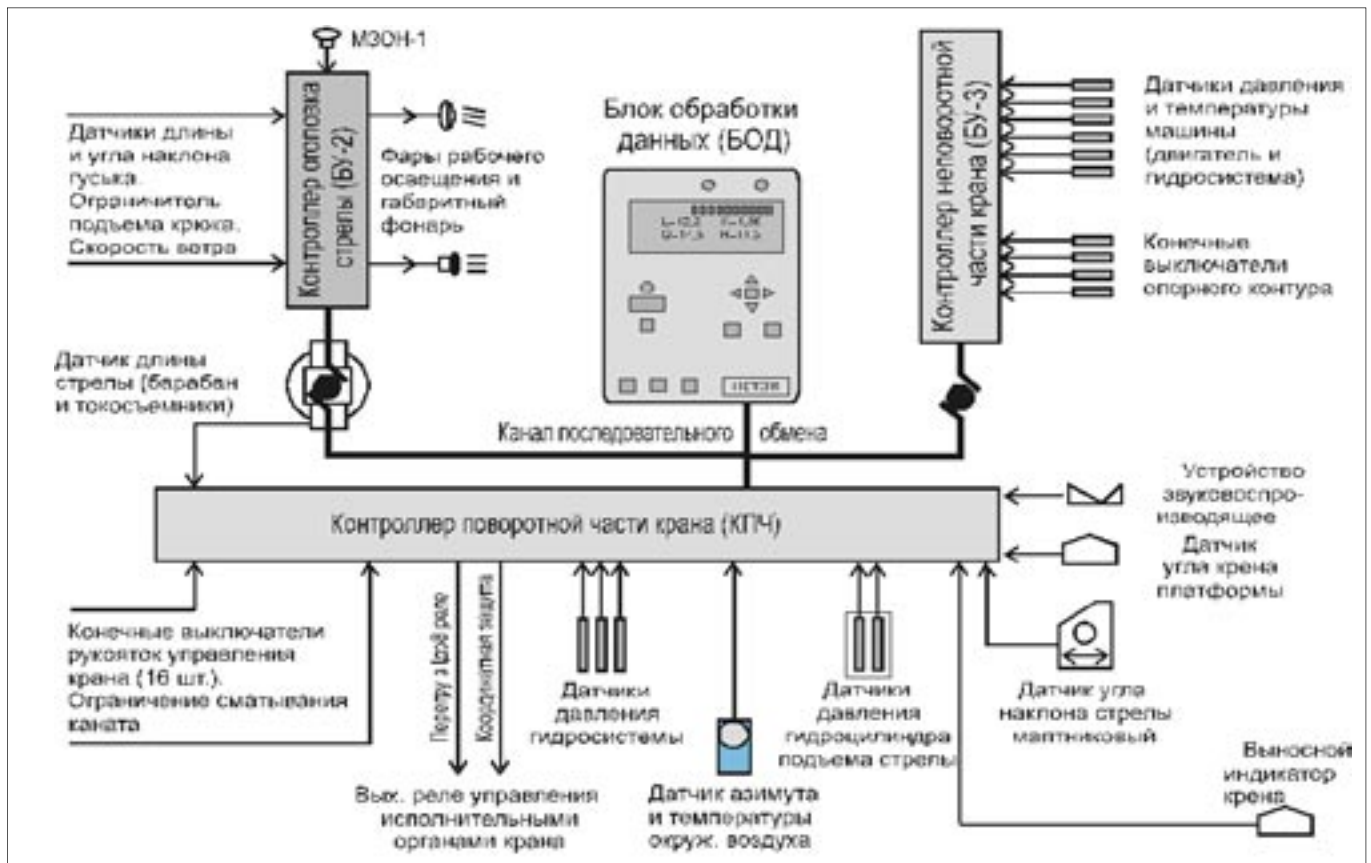 МЗОН-1
Контроллер оголовка
стрелы (БУ-2)
Датчики длины
и угла наклона
гуська.
Ограничитель
подъема крюка.
Скорость ветра
Фары рабочего
освещения и
габаритный
фонарь
Блок обработки
данных (БОД)
Контроллер неповоротной
части крана (БУ-3)
Датчики давления
и температуры
машины
(двигатель и
гидросистема)
Конечные
выключатели
опорного контура
Датчик длины
стрелы (барабан
и токосъемники)
Канал последовательного обмена
Контроллер поворотной части крана (КПЧ)
Устройство
звуковоспро-
изводящее
Датчик
угла крена
платформы
Конечные выключатели
рукояток управления
крана (16 шт.).
Ограничение сматывания
каната
реле
Координатная защита
Вых. реле управления
исполнительными
органами крана
Датчики
давления
гидросистемы
Датчик азимута
и температуры
окруж. воздуха
Датчики
давления
гидроцилиндра
подъема стрелы
Датчик угла
наклона стрелы
маятниковый
Выносной
индикатор
крена